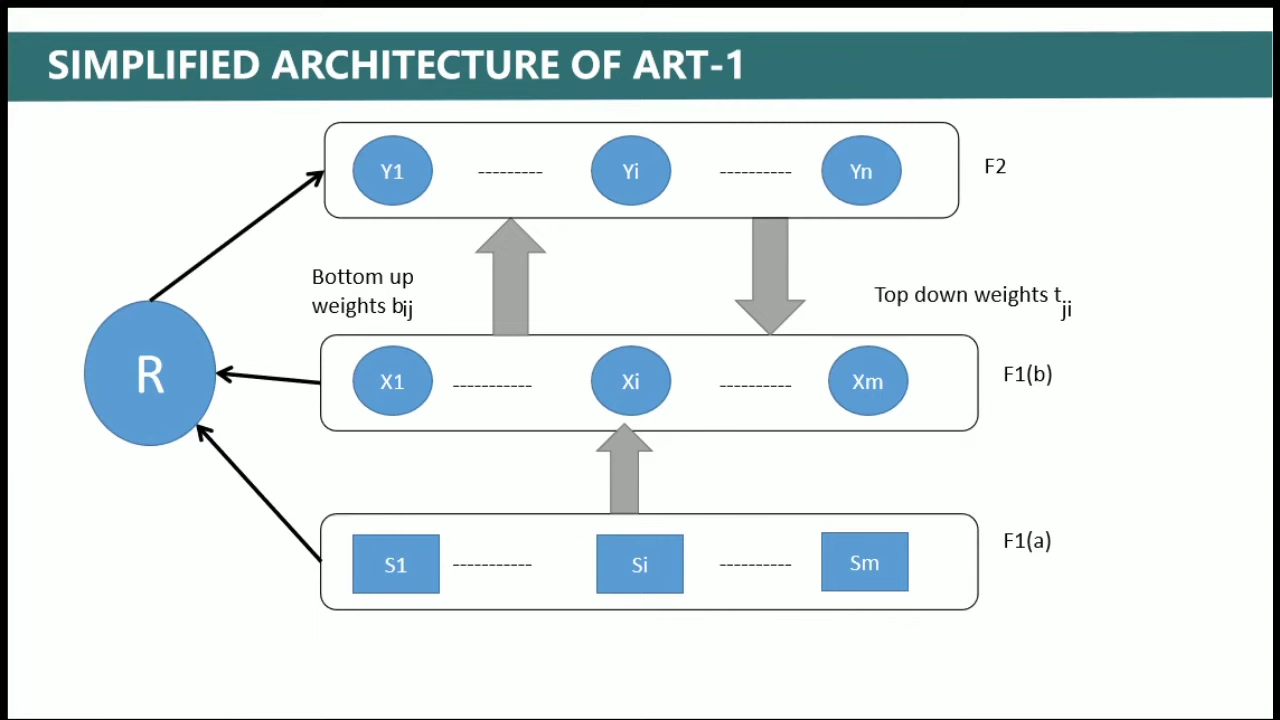 SIMPLIFIED ARCHITECTURE OF ART-1
Y1 --------- Yi ---------- Yn
F2
Bottom up
weights bij
Top down weights tji
R
X1 ----------- Xi ---------- Xm
F1(b)
S1 ----------- Si ---------- Sm
F1(a)